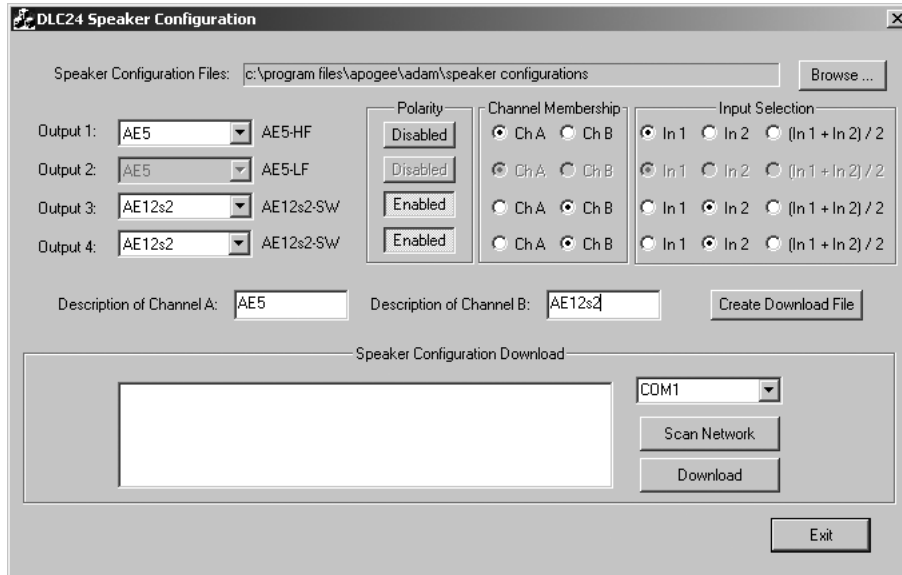 DLC24 Speaker Configuration
Speaker Configuration Files: c:\program files\apogee\adam\speaker configurations Browse ...
Polarity Channel Membership Input Selection
Output 1: AE5 AE5-HF Disabled Ch A Ch B In 1 In 2 (In 1 + In 2) / 2
Output 2: AE5 AE5-LF Disabled Ch A Ch B In 1 In 2 (In 1 + In 2) / 2
Output 3: AE12s2 AE12s2-SW Enabled Ch A Ch B In 1 In 2 (In 1 + In 2) / 2
Output 4: AE12s2 AE12s2-SW Enabled Ch A Ch B In 1 In 2 (In 1 + In 2) / 2
Description of Channel A: AE5 Description of Channel B: AE12s2 Create Download File
Speaker Configuration Download
COM1
Scan Network
Download
Exit